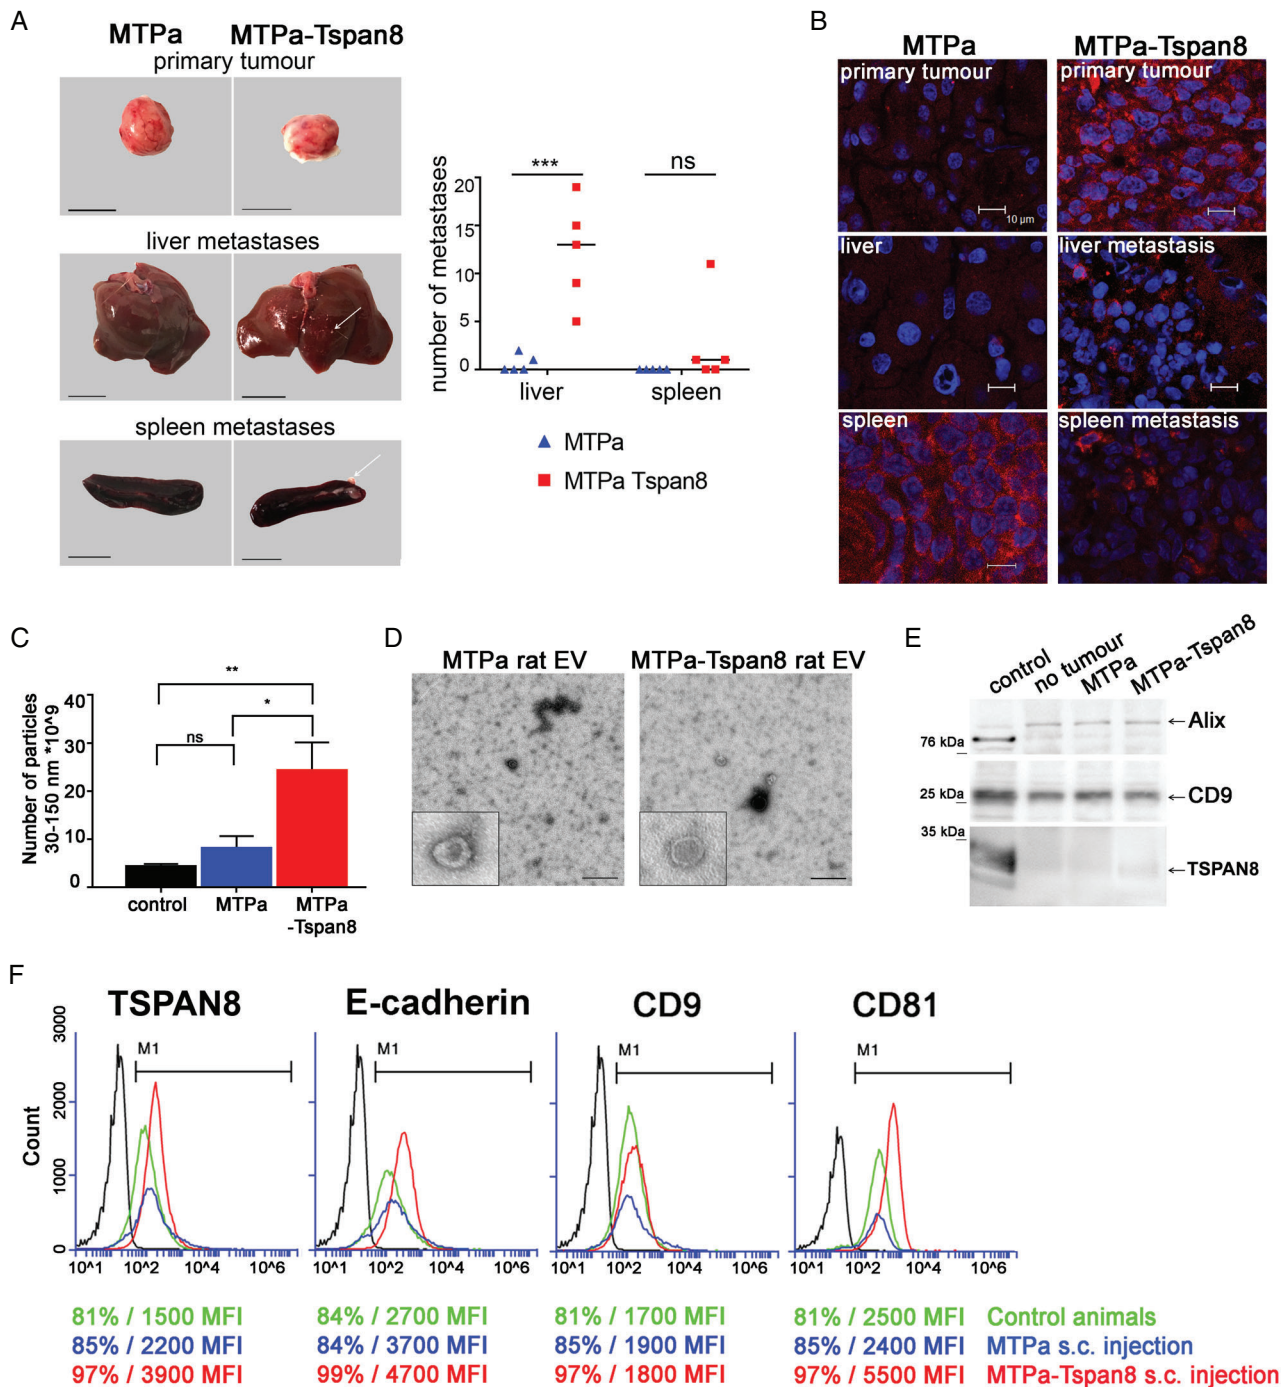 A
MTPa MTPa-Tspan8
primary tumour
liver metastases
spleen metastases
number of metastases
20
15
10
5
0
*** ns
liver spleen
MTPa
MTPa Tspan8
B
MTPa MTPa-Tspan8
primary tumour primary tumour
10 µm
liver liver metastasis
spleen spleen metastasis
C
Number of particles
30-150 nm *10^9
40
30
20
10
0
**
*
ns
control MTPa MTPa
-Tspan8
D
MTPa rat EV MTPa-Tspan8 rat EV
E
control no tumour MTPa MTPa-Tspan8
76 kDa Alix
25 kDa CD9
35 kDa TSPAN8
F
TSPAN8 E-cadherin CD9 CD81
Count
3000
2000
1000
0
M1 M1 M1 M1
10^1 10^2 10^4 10^6 10^1 10^2 10^4 10^6 10^1 10^2 10^4 10^6 10^1 10^2 10^4 10^6
81% / 1500 MFI 84% / 2700 MFI 81% / 1700 MFI 81% / 2500 MFI Control animals
85% / 2200 MFI 84% / 3700 MFI 85% / 1900 MFI 85% / 2400 MFI MTPa s.c. injection
97% / 3900 MFI 99% / 4700 MFI 97% / 1800 MFI 97% / 5500 MFI MTPa-Tspan8 s.c. injection